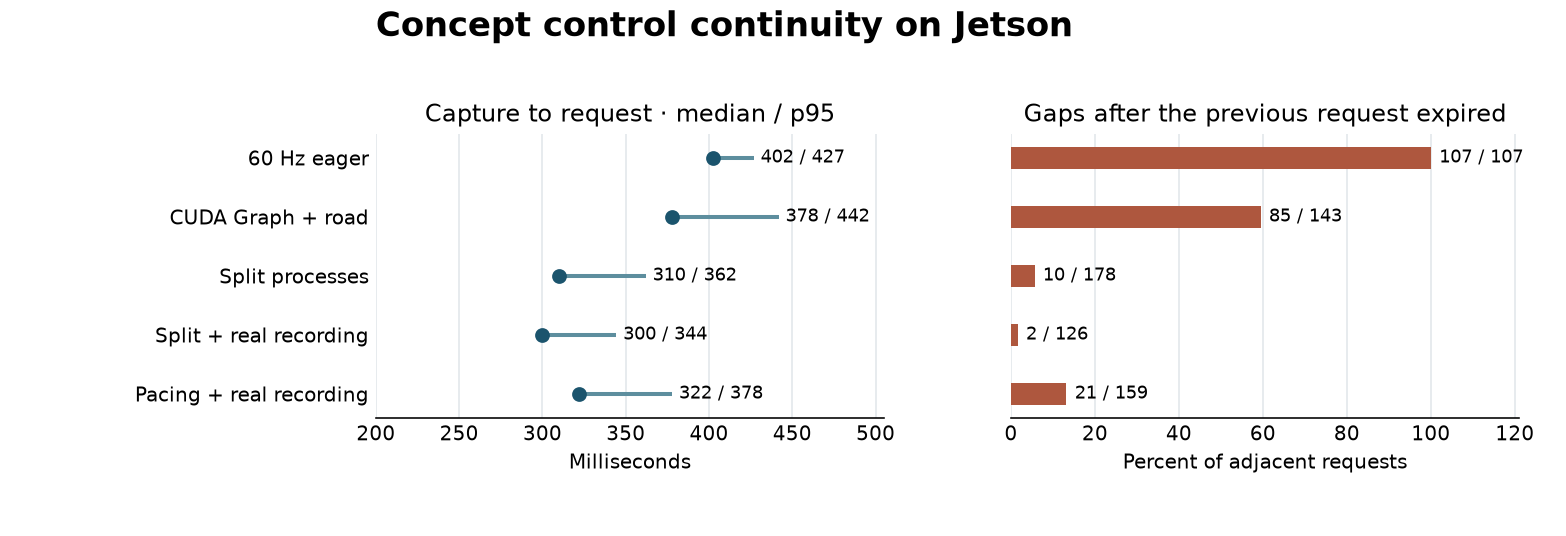 Concept control continuity on Jetson
Capture to request · median / p95
60 Hz eager
402 / 427
CUDA Graph + road
378 / 442
Split processes
310 / 362
Split + real recording
300 / 344
Pacing + real recording
322 / 378
200 250 300 350 400 450 500
Milliseconds
Gaps after the previous request expired
107 / 107
85 / 143
10 / 178
2 / 126
21 / 159
0 20 40 60 80 100 120
Percent of adjacent requests